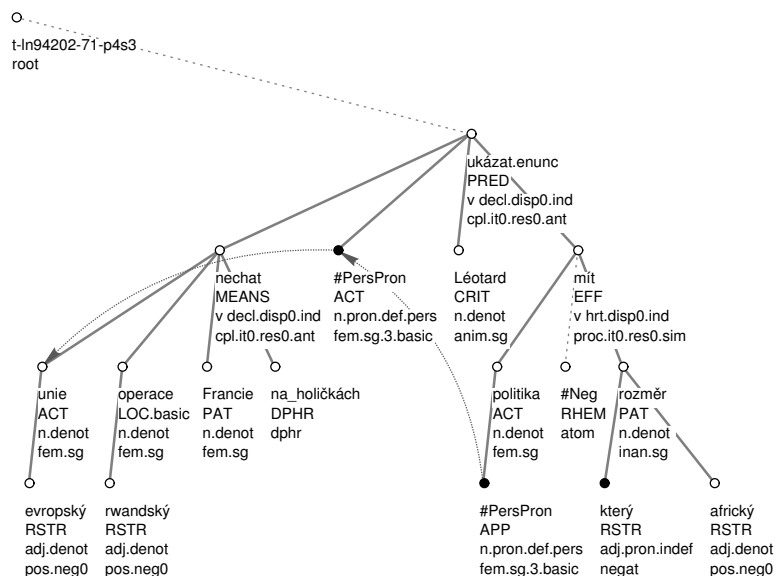 t-ln94202-71-p4s3
root
ukázat.enunc
PRED
v decl.disp0.ind
cpl.it0.res0.ant
nechat
MEANS
v decl.disp0.ind
cpl.it0.res0.ant
#PersPron
ACT
n.pron.def.pers
fem.sg.3.basic
Léotard
CRIT
n.denot
anim.sg
mít
EFF
v hrt.disp0.ind
proc.it0.res0.sim
unie
ACT
n.denot
fem.sg
operace
LOC.basic
n.denot
fem.sg
Francie
PAT
n.denot
fem.sg
na_holičkách
DPHR
dphr
politika
ACT
n.denot
fem.sg
#Neg
RHEM
atom
rozměr
PAT
n.denot
inan.sg
evropský
RSTR
adj.denot
pos.neg0
rwandský
RSTR
adj.denot
pos.neg0
#PersPron
APP
n.pron.def.pers
fem.sg.3.basic
který
RSTR
adj.pron.indef
negat
africký
RSTR
adj.denot
pos.neg0